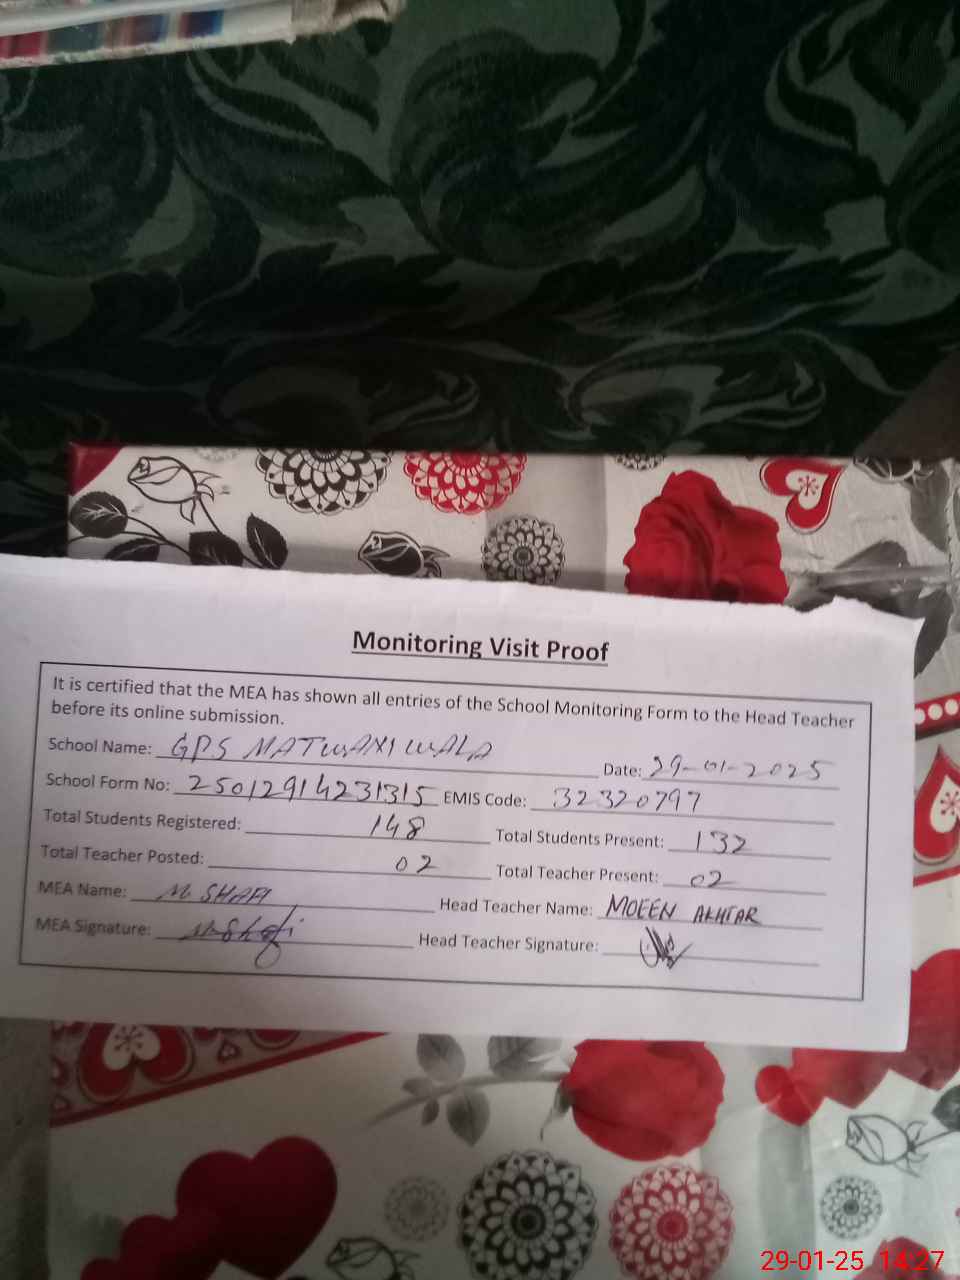 Monitoring Visit Proof
It is certified that the MEA has shown all entries of the School Monitoring Form to the Head Teacher
before its online submission.
School Name: GPS MATWANI WALA Date: 29-01-2025
School Form No: 25012914231315 EMIS Code: 32320797
Total Students Registered: 148 Total Students Present: 132
Total Teacher Posted: 02 Total Teacher Present: 02
MEA Name: M SHAFI Head Teacher Name: MOEEN AKHTAR
MEA Signature: M Shafi Head Teacher Signature:
29-01-25 14:27